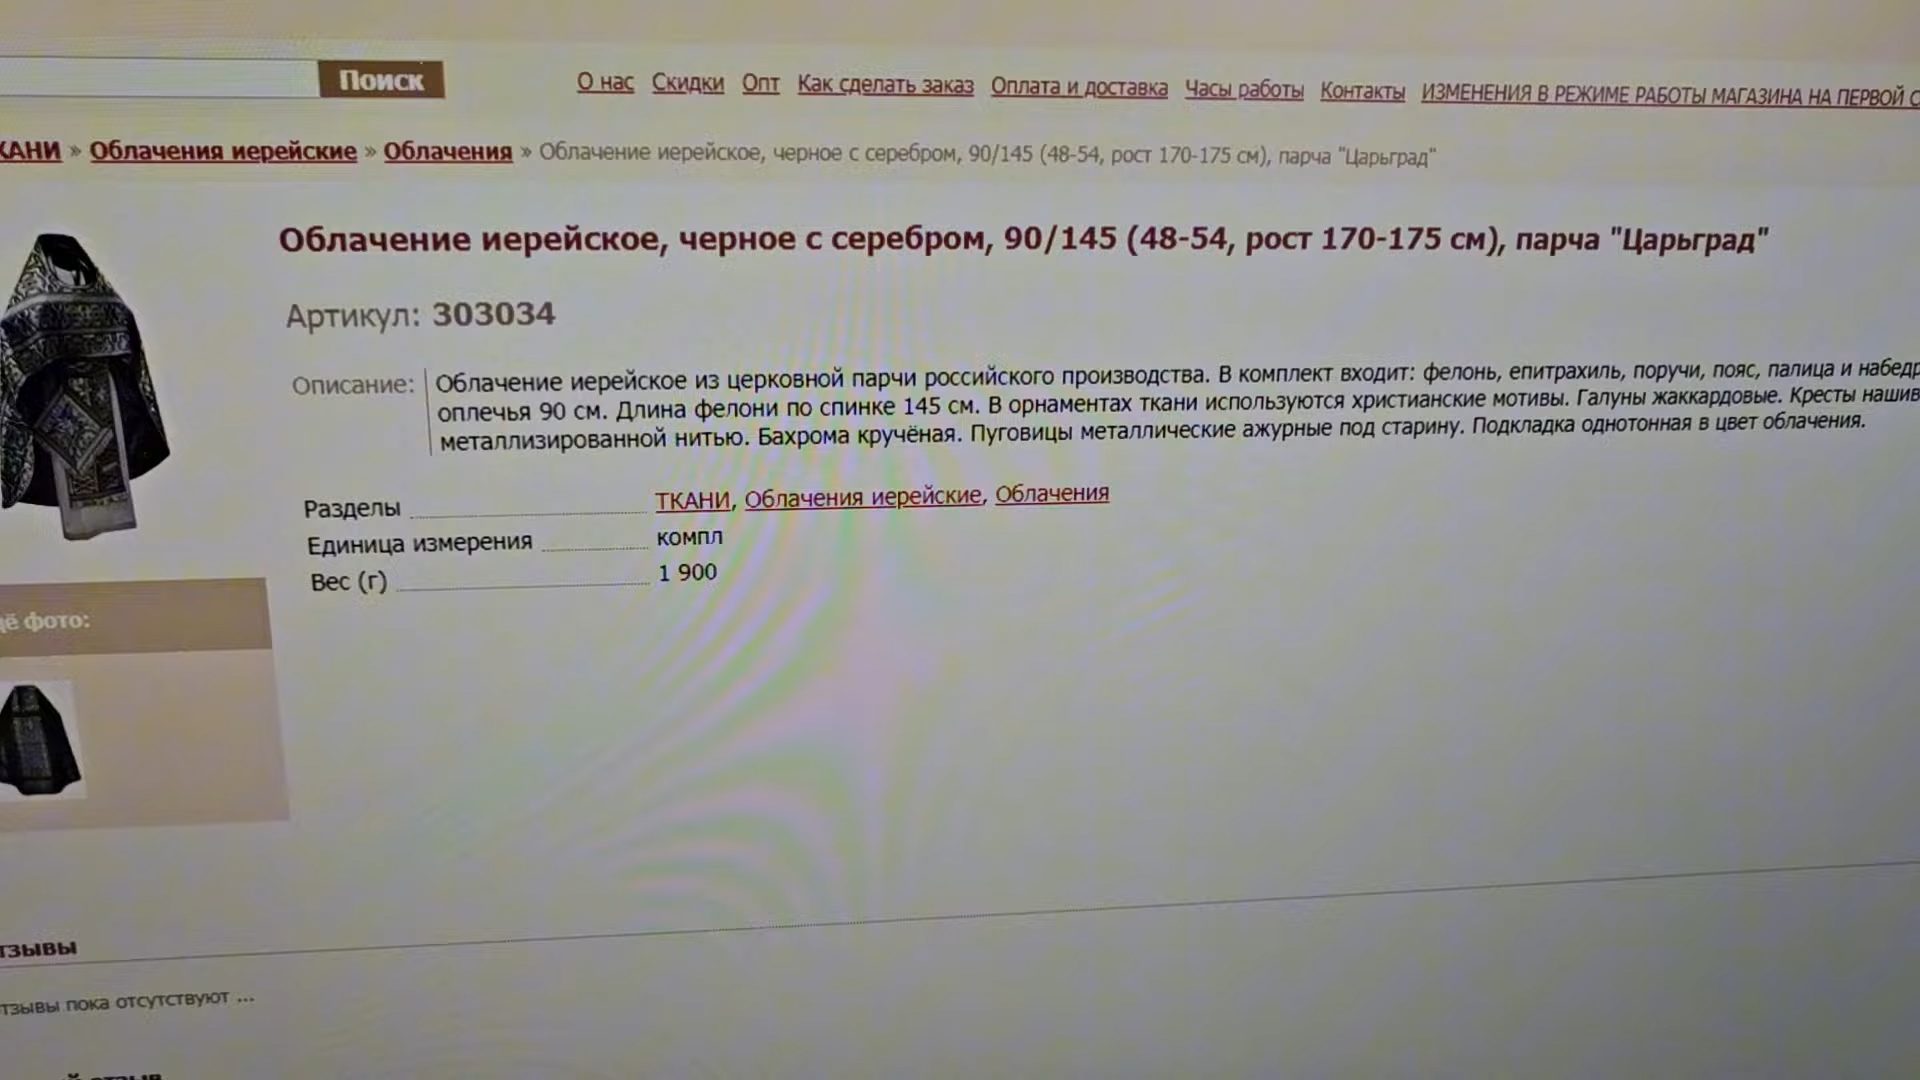 Поиск
О нас Скидки Опт Как сделать заказ Оплата и доставка Часы работы Контакты ИЗМЕНЕНИЯ В РЕЖИМЕ РАБОТЫ МАГАЗИНА НА ПЕРВОЙ
КАНИ » Облачения иерейские » Облачения » Облачение иерейское, черное с серебром, 90/145 (48-54, рост 170-175 см), парча "Царьград"
Облачение иерейское, черное с серебром, 90/145 (48-54, рост 170-175 см), парча "Царьград"
Артикул: 303034
Описание: Облачение иерейское из церковной парчи российского производства. В комплект входит: фелонь, епитрахиль, поручи, пояс, палица и набедр
оплечья 90 см. Длина фелони по спинке 145 см. В орнаментах ткани используются христианские мотивы. Галуны жаккардовые. Кресты нашив
металлизированной нитью. Бахрома кручёная. Пуговицы металлические ажурные под старину. Подкладка однотонная в цвет облачения.
Разделы ТКАНИ, Облачения иерейские, Облачения
Единица измерения компл
Вес (г) 1 900
ё фото:
тзывы
тзывы пока отсутствуют ...